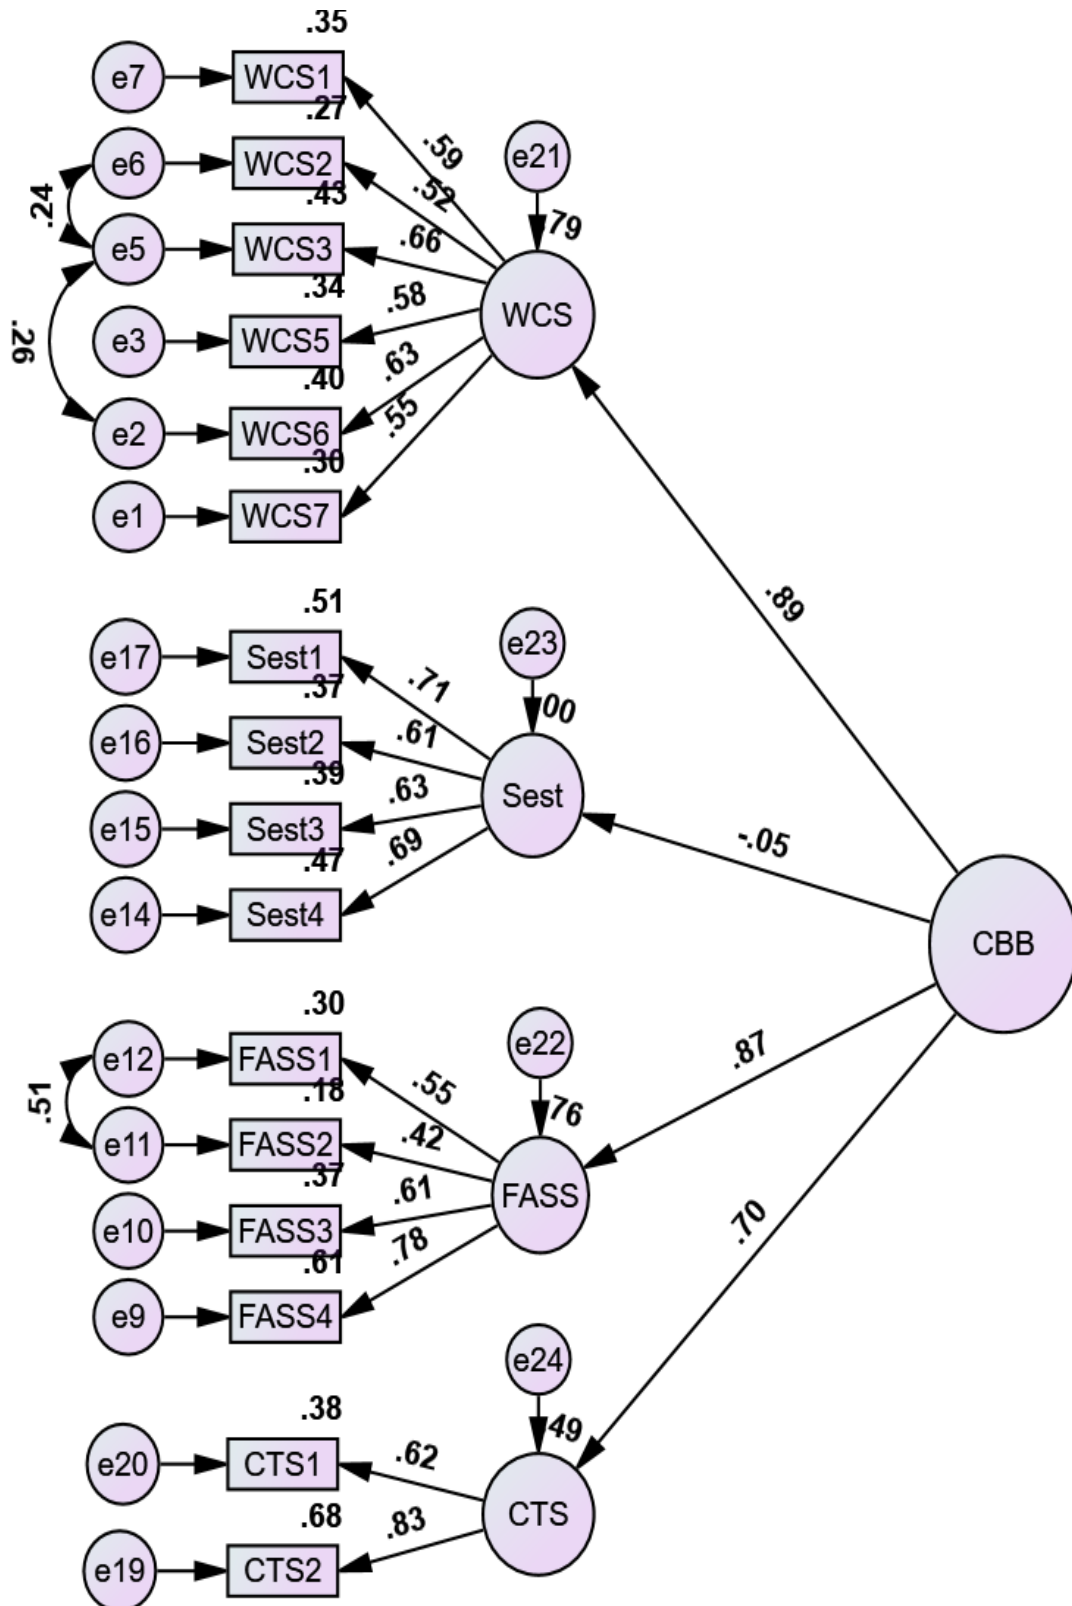 .35
e7 WCS1
.27
.59
e6 WCS2 e21
.43
.52
.24
.66
79
e5 WCS3
.34
.58
WCS
.26
e3 WCS5
.40
.63
.55
e2 WCS6
.30
e1 WCS7
.89
.51
e17 Sest1 e23
.37
.71
00
.61
e16 Sest2
.39
.63
Sest
e15 Sest3
.47
.69
-.05
e14 Sest4
CBB
.30
e12 FASS1 e22
.18
.55
.87
.51
76
.42
e11 FASS2
.37
.61
FASS
e10 FASS3
.61
.78
.70
e9 FASS4
e24
.38
49
.62
e20 CTS1
.68
.83
CTS
e19 CTS2